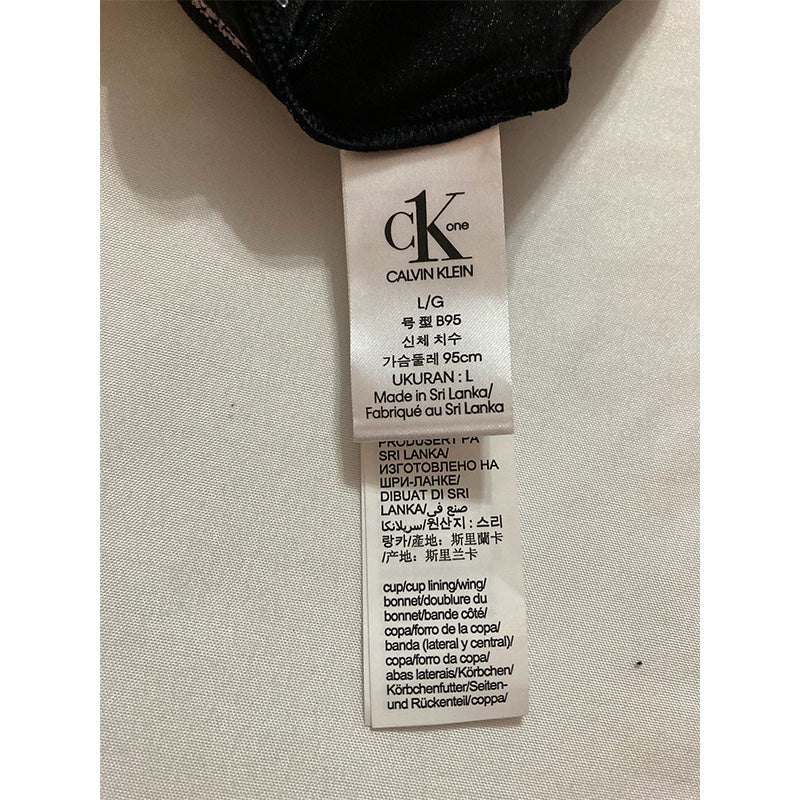 CK one
CALVIN KLEIN
L/G
号型 B95
신체 치수
가슴둘레 95cm
UKURAN : L
Made in Sri Lanka/
Fabriqué au Sri Lanka
PRODUSERT PÅ
SRI LANKA/
ИЗГОТОВЛЕНО НА
ШРИ-ЛАНКЕ/
DIBUAT DI SRI
LANKA/صنع في
سريلانكا/원산지 : 스리
랑카/產地：斯里蘭卡
/产地：斯里兰卡
cup/cup lining/wing/
bonnet/doublure du
bonnet/bande côté/
copa/forro de la copa/
banda (lateral y central)/
copa/forro da copa/
abas laterais/Körbchen/
Körbchenfutter/Seiten-
und Rückenteil/coppa/